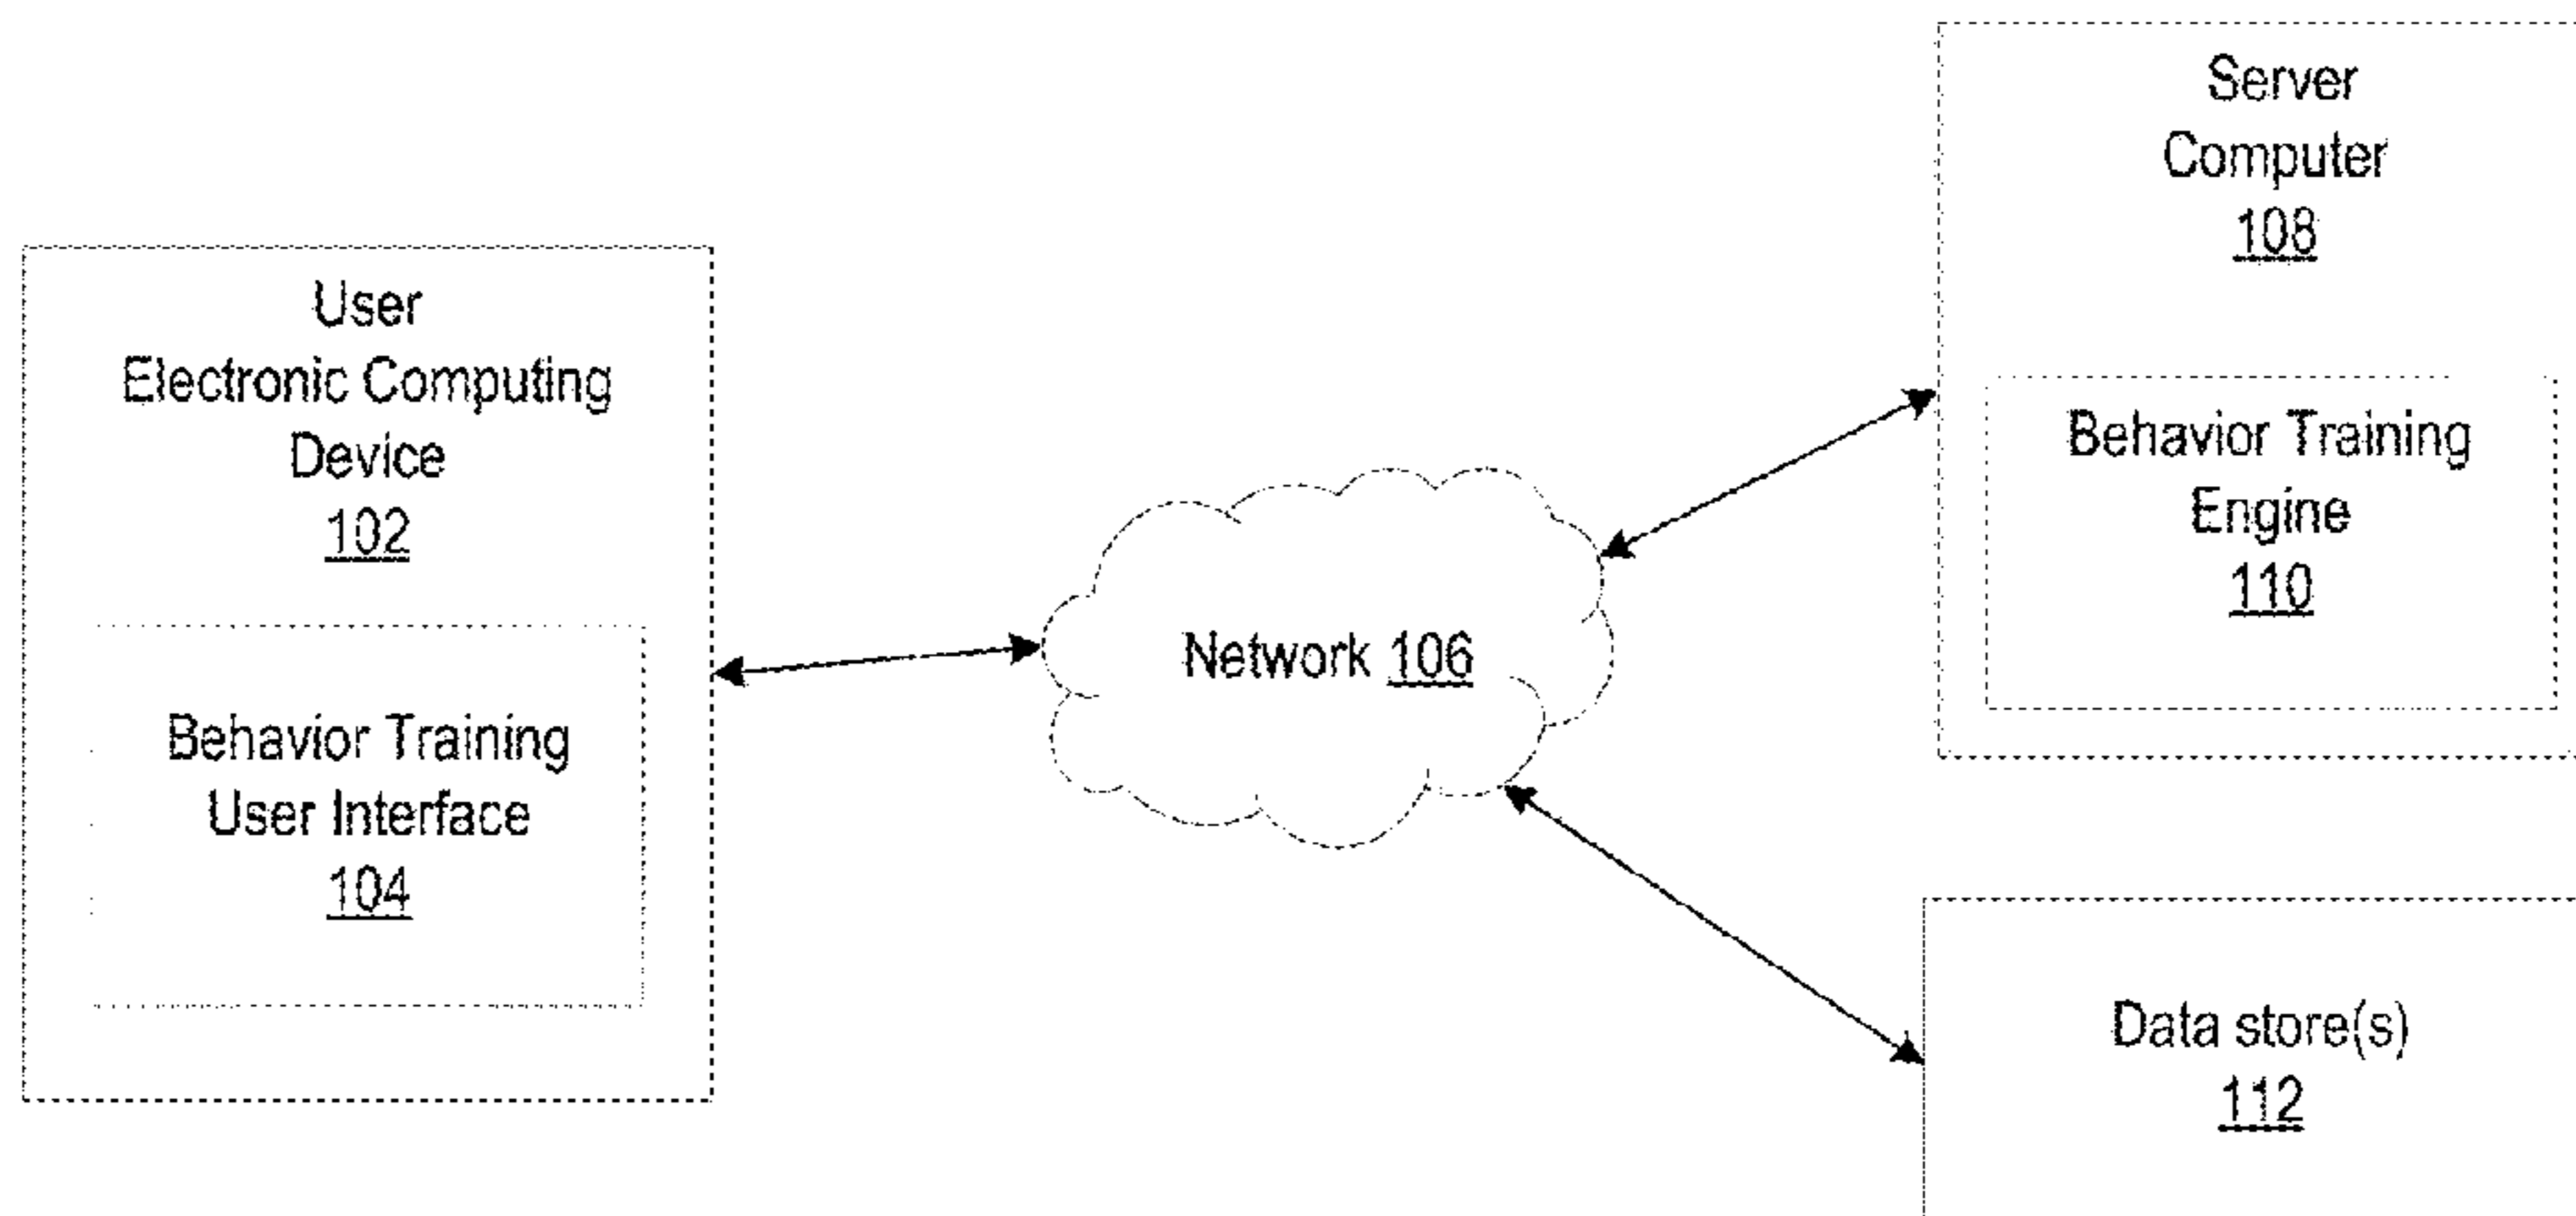 User
Electronic Computing
Device
102
Behavior Training
User Interface
104
Network 106
Server
Computer
108
Behavior Training
Engine
110
Data store(s)
112